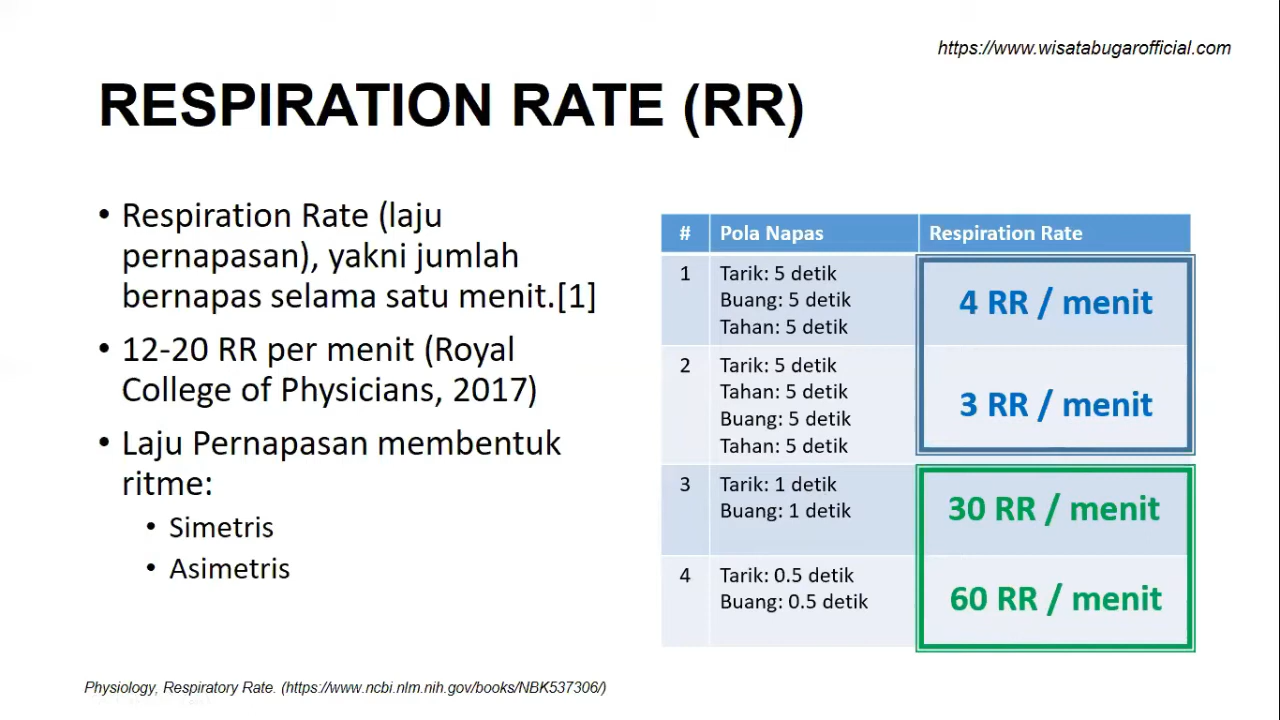 https://www.wisatabugarofficial.com
RESPIRATION RATE (RR)
• Respiration Rate (laju
pernapasan), yakni jumlah
bernapas selama satu menit.[1]
• 12-20 RR per menit (Royal
College of Physicians, 2017)
• Laju Pernapasan membentuk
ritme:
• Simetris
• Asimetris
# Pola Napas Respiration Rate
1 Tarik: 5 detik
Buang: 5 detik
Tahan: 5 detik
4 RR / menit
2 Tarik: 5 detik
Tahan: 5 detik
Buang: 5 detik
Tahan: 5 detik
3 RR / menit
3 Tarik: 1 detik
Buang: 1 detik
30 RR / menit
4 Tarik: 0.5 detik
Buang: 0.5 detik
60 RR / menit
Physiology, Respiratory Rate. (https://www.ncbi.nlm.nih.gov/books/NBK537306/)